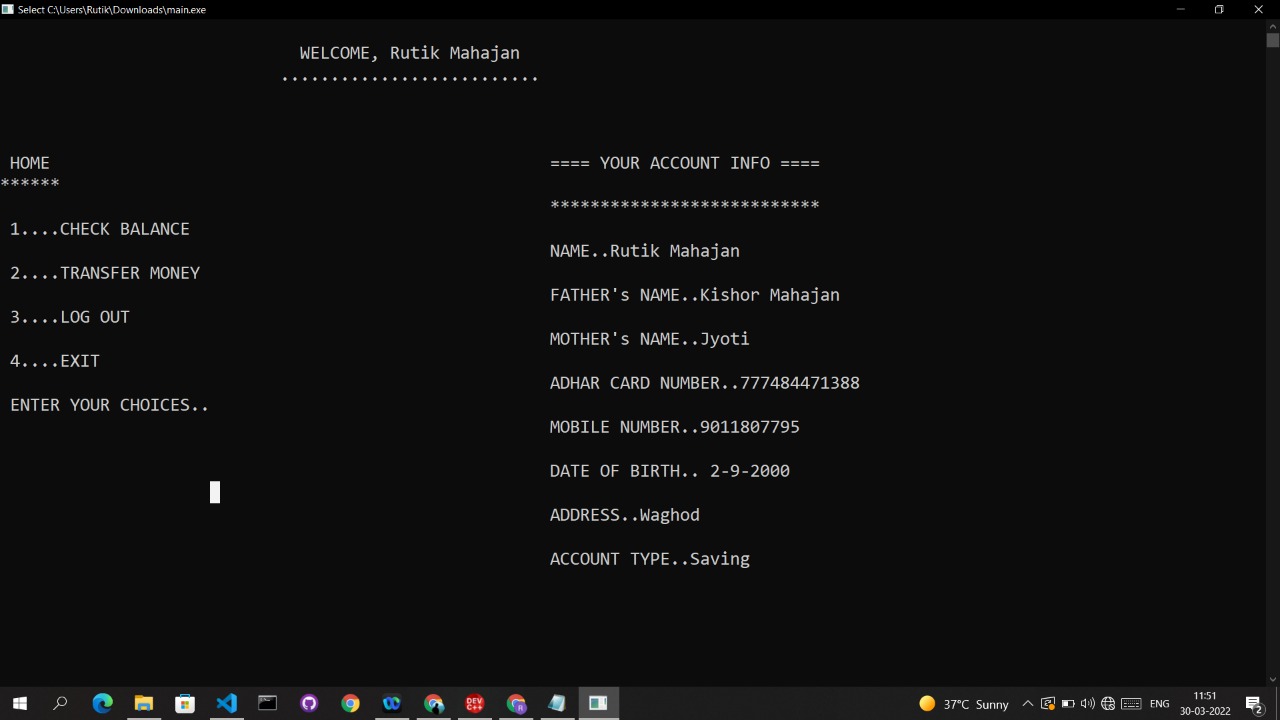 Select C:\Users\Rutik\Downloads\main.exe
WELCOME, Rutik Mahajan
..........................
HOME
******
1....CHECK BALANCE
2....TRANSFER MONEY
3....LOG OUT
4....EXIT
ENTER YOUR CHOICES..
==== YOUR ACCOUNT INFO ====
***************************
NAME..Rutik Mahajan
FATHER's NAME..Kishor Mahajan
MOTHER's NAME..Jyoti
ADHAR CARD NUMBER..777484471388
MOBILE NUMBER..9011807795
DATE OF BIRTH.. 2-9-2000
ADDRESS..Waghod
ACCOUNT TYPE..Saving
DEV C++
R
37°C Sunny
ENG
11:51
30-03-2022
2